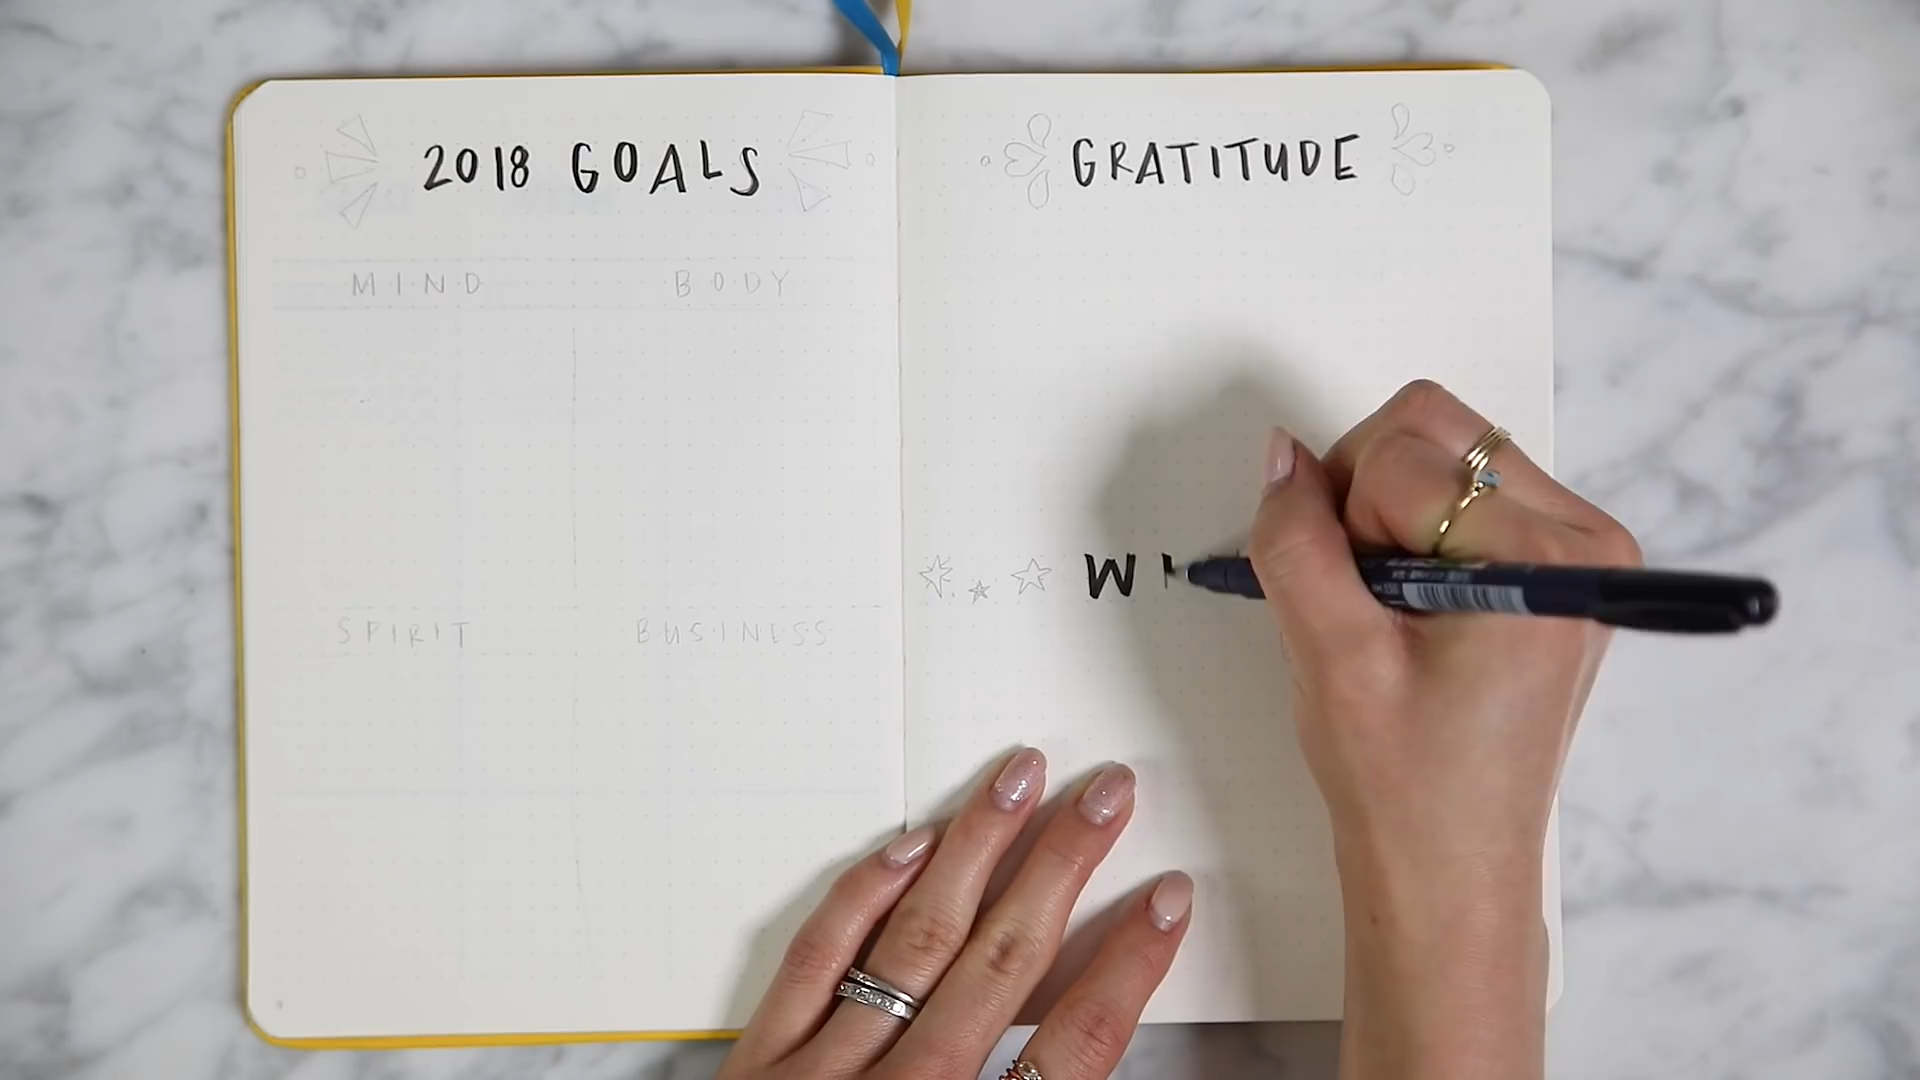 2018 GOALS
MIND BODY
SPIRIT BUSINESS
GRATITUDE
W